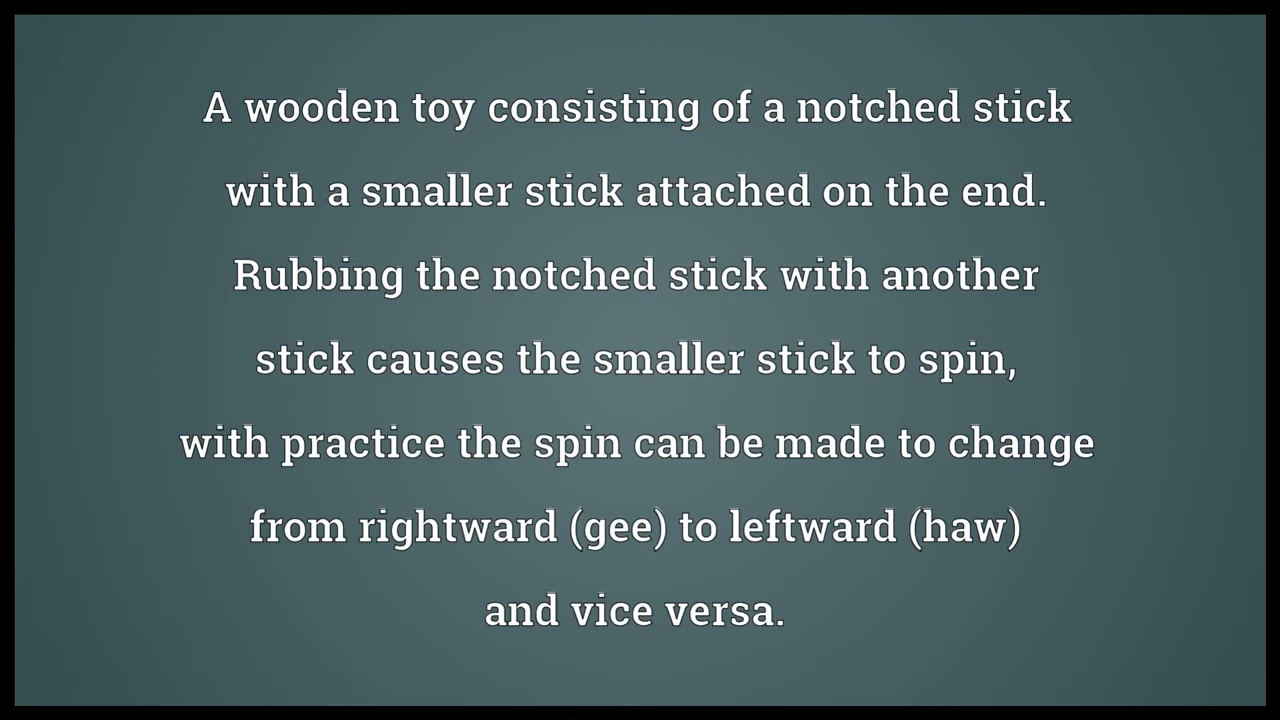 A wooden toy consisting of a notched stick
with a smaller stick attached on the end.
Rubbing the notched stick with another
stick causes the smaller stick to spin,
with practice the spin can be made to change
from rightward (gee) to leftward (haw)
and vice versa.